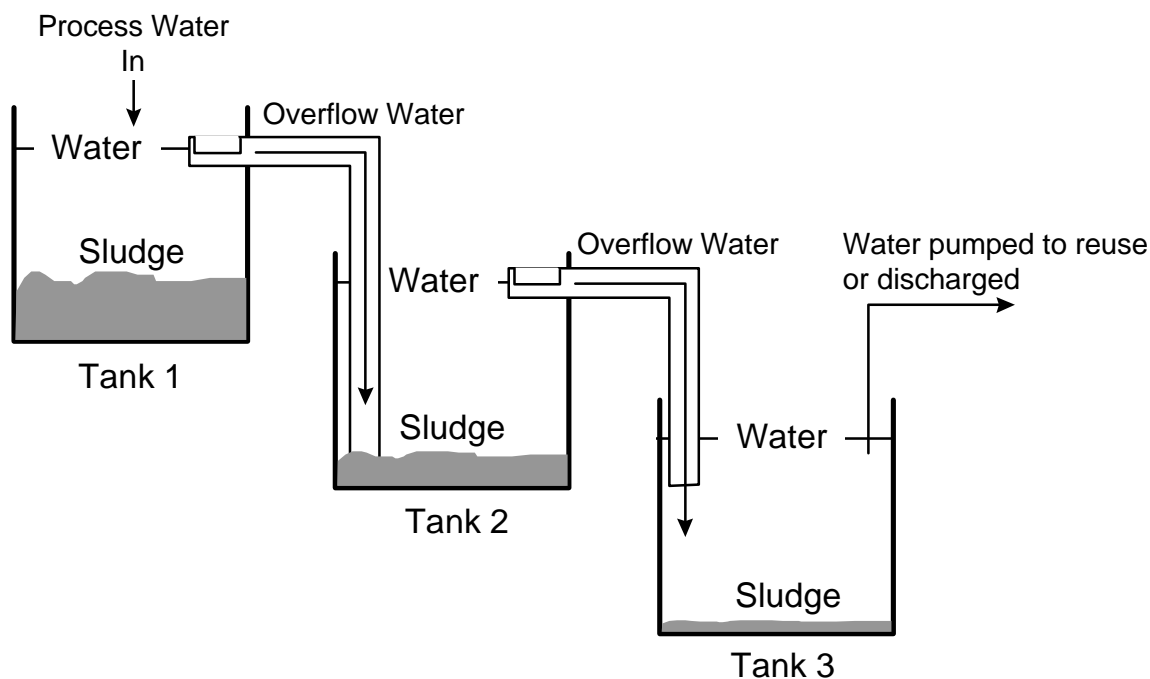 Process Water
In
Overflow Water
Water
Sludge
Tank 1
Overflow Water
Water
Sludge
Tank 2
Water pumped to reuse
or discharged
Water
Sludge
Tank 3